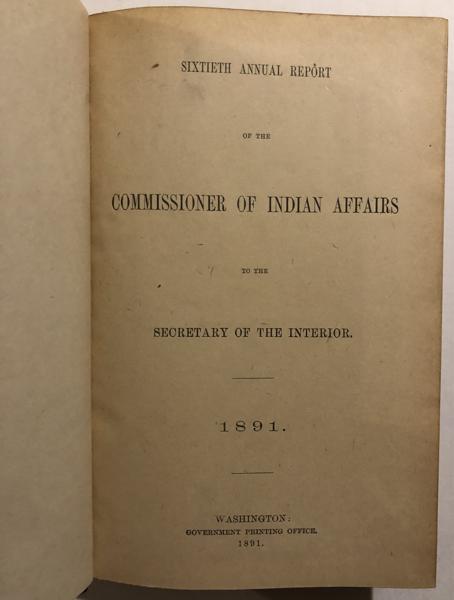 SIXTIETH ANNUAL REPORT
OF THE
COMMISSIONER OF INDIAN AFFAIRS
TO THE
SECRETARY OF THE INTERIOR.
1891.
WASHINGTON:
GOVERNMENT PRINTING OFFICE.
1891.